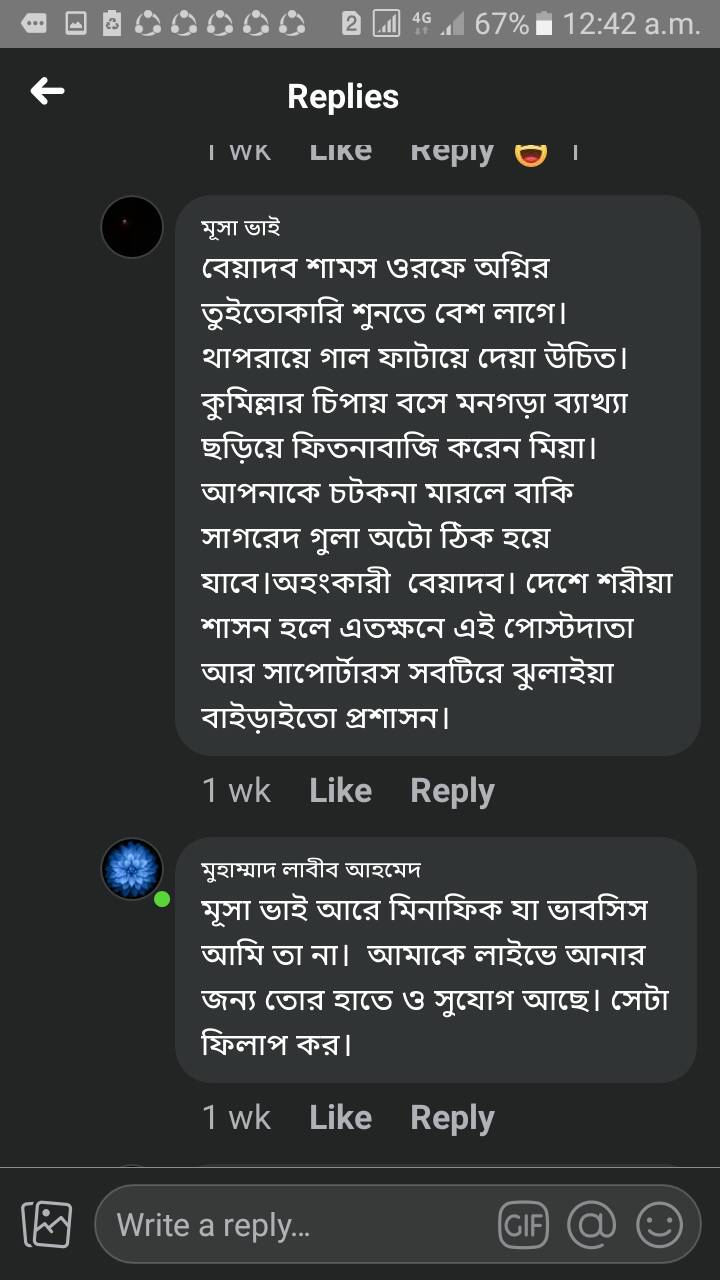 2 4G 67% 12:42 a.m.
Replies
1 wk Like Reply 1
মূসা ভাই
বেয়াদব শামস ওরফে অগ্নির
তুইতোকারি শুনতে বেশ লাগে।
থাপরায়ে গাল ফাটায়ে দেয়া উচিত।
কুমিল্লার চিপায় বসে মনগড়া ব্যাখ্যা
ছড়িয়ে ফিতনাবাজি করেন মিয়া।
আপনাকে চটকনা মারলে বাকি
সাগরেদ গুলা অটো ঠিক হয়ে
যাবে।অহংকারী বেয়াদব। দেশে শরীয়া
শাসন হলে এতক্ষনে এই পোস্টদাতা
আর সাপোর্টারস সবটিরে ঝুলাইয়া
বাইড়াইতো প্রশাসন।
1 wk Like Reply
মুহাম্মাদ লাবীব আহমেদ
মূসা ভাই আরে মিনাফিক যা ভাবসিস
আমি তা না। আমাকে লাইভে আনার
জন্য তোর হাতে ও সুযোগ আছে। সেটা
ফিলাপ কর।
1 wk Like Reply
Write a reply... GIF @